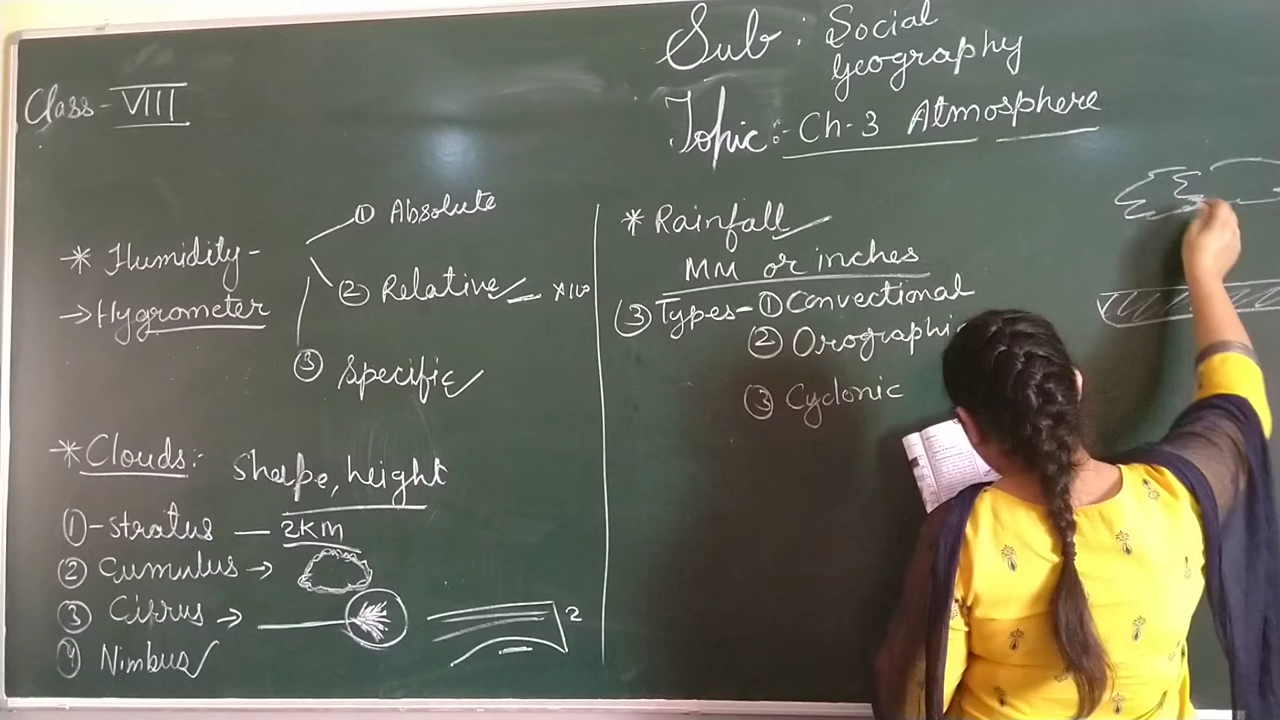 Sub : Social
Geography
Class - VIII
Topic :- Ch-3 Atmosphere
* Humidity -
→ Hygrometer
① Absolute
② Relative ✓ — ×100
③ Specific ✓
* Clouds :- Shape, height
①- Stratus — 2KM
② Cumulus →
③ Cirrus →
2
④ Nimbus ✓
* Rainfall
MM or inches
③ Types - ① Convectional
② Orographic
③ Cyclonic